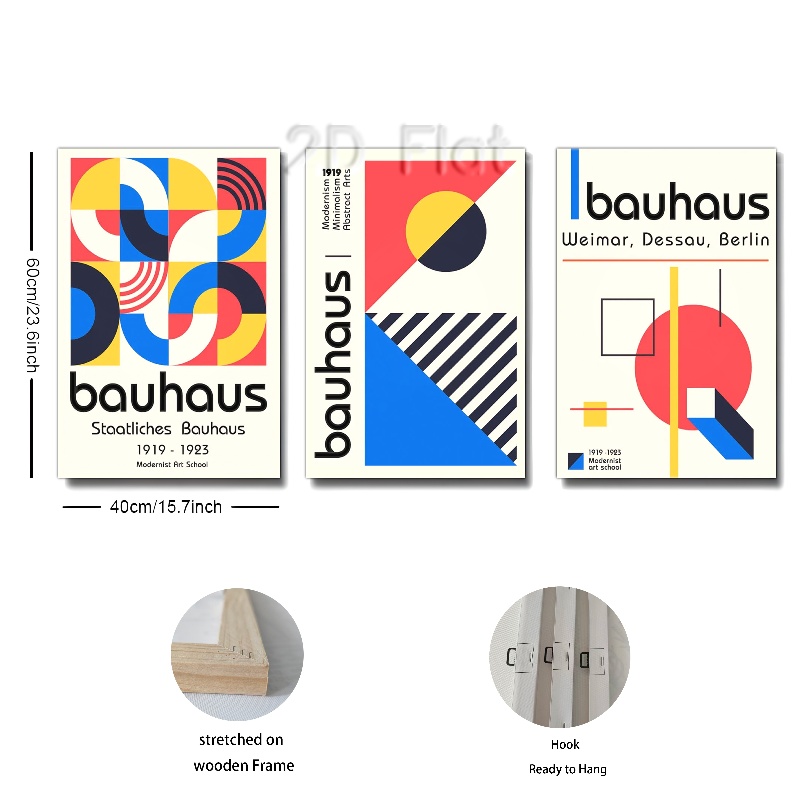 2D Flat
60cm/23.6inch
40cm/15.7inch
bauhaus
Staatliches Bauhaus
1919 - 1923
Modernist Art School
bauhaus |
1919
Modernism
Minimalism
Abstract Arts
bauhaus
Weimar, Dessau, Berlin
1919 -1923
Modernist
art school
stretched on
wooden Frame
Hook
Ready to Hang